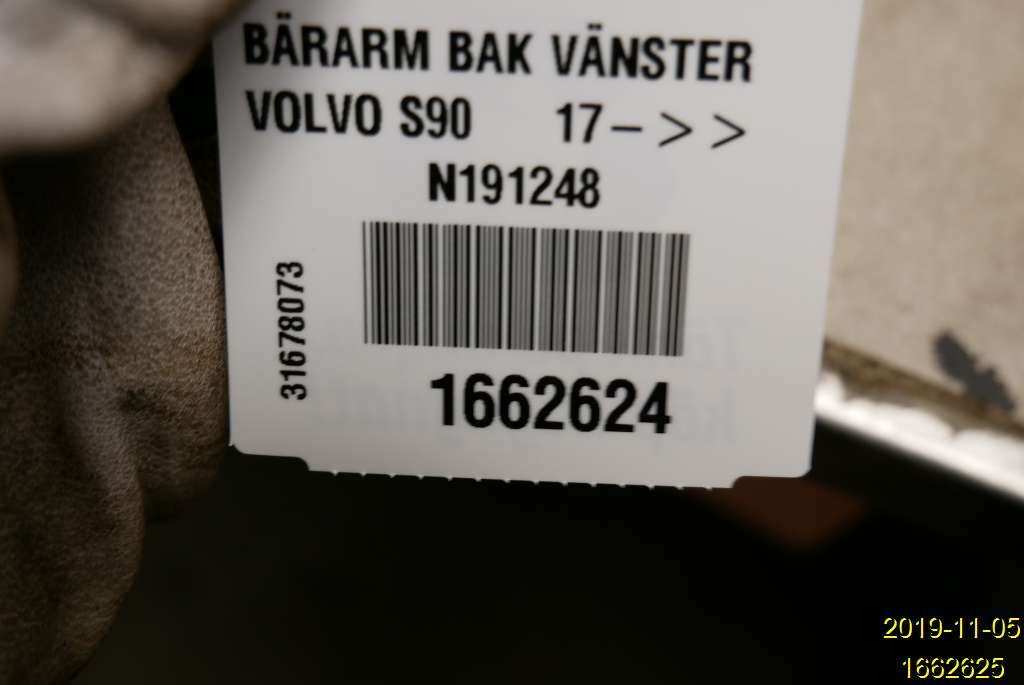 BÄRARM BAK VÄNSTER
VOLVO S90 17–>>
N191248
31678073
1662624
2019-11-05
1662625